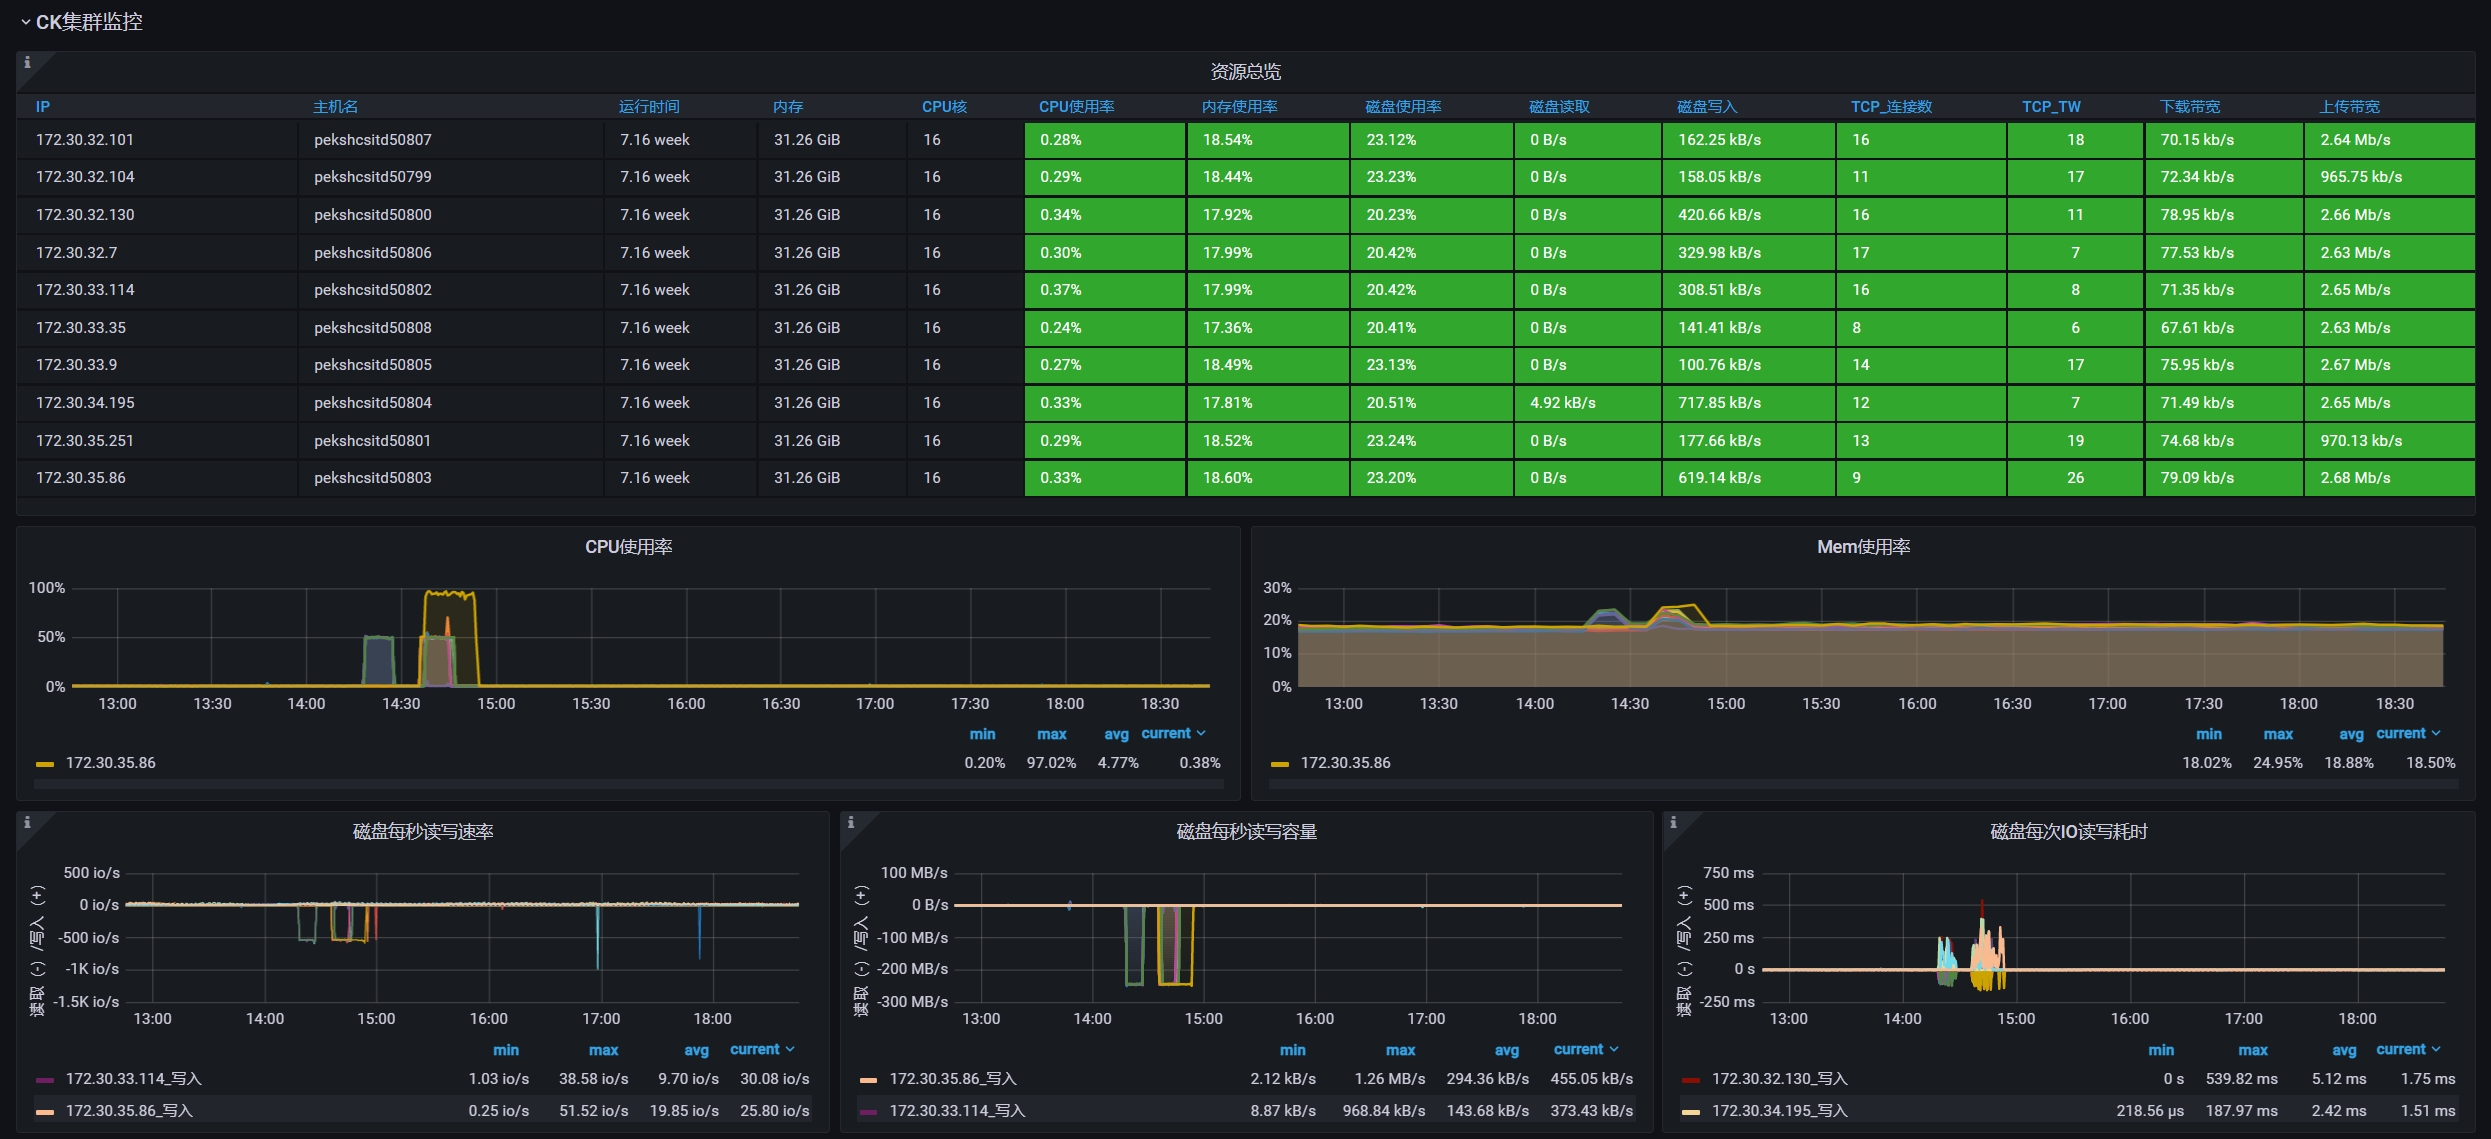 CK集群监控
资源总览
IP 主机名 运行时间 内存 CPU核 CPU使用率 内存使用率 磁盘使用率 磁盘读取 磁盘写入 TCP_连接数 TCP_TW 下载带宽 上传带宽
172.30.32.101 pekshcsitd50807 7.16 week 31.26 GiB 16 0.28% 18.54% 23.12% 0 B/s 162.25 kB/s 16 18 70.15 kb/s 2.64 Mb/s
172.30.32.104 pekshcsitd50799 7.16 week 31.26 GiB 16 0.29% 18.44% 23.23% 0 B/s 158.05 kB/s 11 17 72.34 kb/s 965.75 kb/s
172.30.32.130 pekshcsitd50800 7.16 week 31.26 GiB 16 0.34% 17.92% 20.23% 0 B/s 420.66 kB/s 16 11 78.95 kb/s 2.66 Mb/s
172.30.32.7 pekshcsitd50806 7.16 week 31.26 GiB 16 0.30% 17.99% 20.42% 0 B/s 329.98 kB/s 17 7 77.53 kb/s 2.63 Mb/s
172.30.33.114 pekshcsitd50802 7.16 week 31.26 GiB 16 0.37% 17.99% 20.42% 0 B/s 308.51 kB/s 16 8 71.35 kb/s 2.65 Mb/s
172.30.33.35 pekshcsitd50808 7.16 week 31.26 GiB 16 0.24% 17.36% 20.41% 0 B/s 141.41 kB/s 8 6 67.61 kb/s 2.63 Mb/s
172.30.33.9 pekshcsitd50805 7.16 week 31.26 GiB 16 0.27% 18.49% 23.13% 0 B/s 100.76 kB/s 14 17 75.95 kb/s 2.67 Mb/s
172.30.34.195 pekshcsitd50804 7.16 week 31.26 GiB 16 0.33% 17.81% 20.51% 4.92 kB/s 717.85 kB/s 12 7 71.49 kb/s 2.65 Mb/s
172.30.35.251 pekshcsitd50801 7.16 week 31.26 GiB 16 0.29% 18.52% 23.24% 0 B/s 177.66 kB/s 13 19 74.68 kb/s 970.13 kb/s
172.30.35.86 pekshcsitd50803 7.16 week 31.26 GiB 16 0.33% 18.60% 23.20% 0 B/s 619.14 kB/s 9 26 79.09 kb/s 2.68 Mb/s
CPU使用率
100%
50%
0%
13:00 13:30 14:00 14:30 15:00 15:30 16:00 16:30 17:00 17:30 18:00 18:30
min max avg current
172.30.35.86 0.20% 97.02% 4.77% 0.38%
Mem使用率
30%
20%
10%
0%
13:00 13:30 14:00 14:30 15:00 15:30 16:00 16:30 17:00 17:30 18:00 18:30
min max avg current
172.30.35.86 18.02% 24.95% 18.88% 18.50%
磁盘每秒读写速率
读取 (-) /写入 (+)
500 io/s
0 io/s
-500 io/s
-1K io/s
-1.5K io/s
13:00 14:00 15:00 16:00 17:00 18:00
min max avg current
172.30.33.114_写入 1.03 io/s 38.58 io/s 9.70 io/s 30.08 io/s
172.30.35.86_写入 0.25 io/s 51.52 io/s 19.85 io/s 25.80 io/s
磁盘每秒读写容量
读取 (-) /写入 (+)
100 MB/s
0 B/s
-100 MB/s
-200 MB/s
-300 MB/s
13:00 14:00 15:00 16:00 17:00 18:00
min max avg current
172.30.35.86_写入 2.12 kB/s 1.26 MB/s 294.36 kB/s 455.05 kB/s
172.30.33.114_写入 8.87 kB/s 968.84 kB/s 143.68 kB/s 373.43 kB/s
磁盘每次IO读写耗时
读取 (-) /写入 (+)
750 ms
500 ms
250 ms
0 s
-250 ms
13:00 14:00 15:00 16:00 17:00 18:00
min max avg current
172.30.32.130_写入 0 s 539.82 ms 5.12 ms 1.75 ms
172.30.34.195_写入 218.56 µs 187.97 ms 2.42 ms 1.51 ms